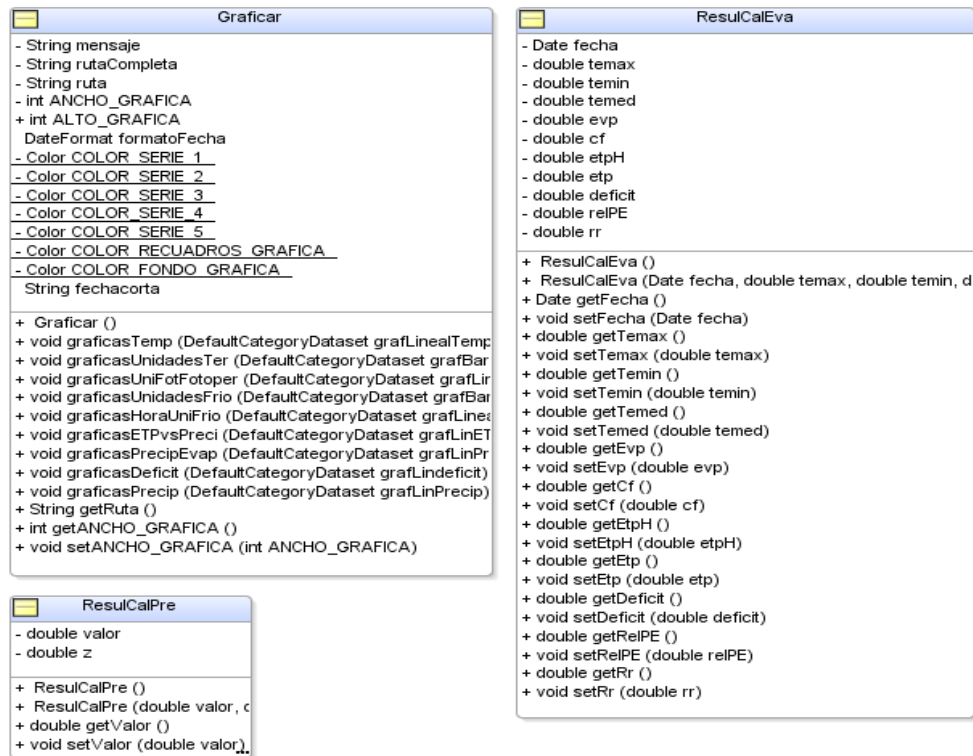 Graficar
- String mensaje
- String rutaCompleta
- String ruta
- int ANCHO_GRAFICA
+ int ALTO_GRAFICA
DateFormat formatoFecha
- Color COLOR_SERIE_1
- Color COLOR_SERIE_2
- Color COLOR_SERIE_3
- Color COLOR_SERIE_4
- Color COLOR_SERIE_5
- Color COLOR_RECUADROS_GRAFICA
- Color COLOR_FONDO_GRAFICA
String fechacorta
+ Graficar ()
+ void graficasTemp (DefaultCategoryDataset grafLinealTemp
+ void graficasUnidadesTer (DefaultCategoryDataset grafBar
+ void graficasUniFotFotoper (DefaultCategoryDataset grafLir
+ void graficasUnidadesFrio (DefaultCategoryDataset grafBar
+ void graficasHoraUniFrio (DefaultCategoryDataset grafLinea
+ void graficasETPvsPreci (DefaultCategoryDataset grafLinET
+ void graficasPrecipEvap (DefaultCategoryDataset grafLinPr
+ void graficasDeficit (DefaultCategoryDataset grafLindeficit)
+ void graficasPrecip (DefaultCategoryDataset grafLinPrecip)
+ String getRuta ()
+ int getANCHO_GRAFICA ()
+ void setANCHO_GRAFICA (int ANCHO_GRAFICA)
ResulCalPre
- double valor
- double z
+ ResulCalPre ()
+ ResulCalPre (double valor, d
+ double getValor ()
+ void setValor (double valor)
...
ResulCalEva
- Date fecha
- double temax
- double temin
- double temed
- double evp
- double cf
- double etpH
- double etp
- double deficit
- double relPE
- double rr
+ ResulCalEva ()
+ ResulCalEva (Date fecha, double temax, double temin, d
+ Date getFecha ()
+ void setFecha (Date fecha)
+ double getTemax ()
+ void setTemax (double temax)
+ double getTemin ()
+ void setTemin (double temin)
+ double getTemed ()
+ void setTemed (double temed)
+ double getEvp ()
+ void setEvp (double evp)
+ double getCf ()
+ void setCf (double cf)
+ double getEtpH ()
+ void setEtpH (double etpH)
+ double getEtp ()
+ void setEtp (double etp)
+ double getDeficit ()
+ void setDeficit (double deficit)
+ double getRelPE ()
+ void setRelPE (double relPE)
+ double getRr ()
+ void setRr (double rr)